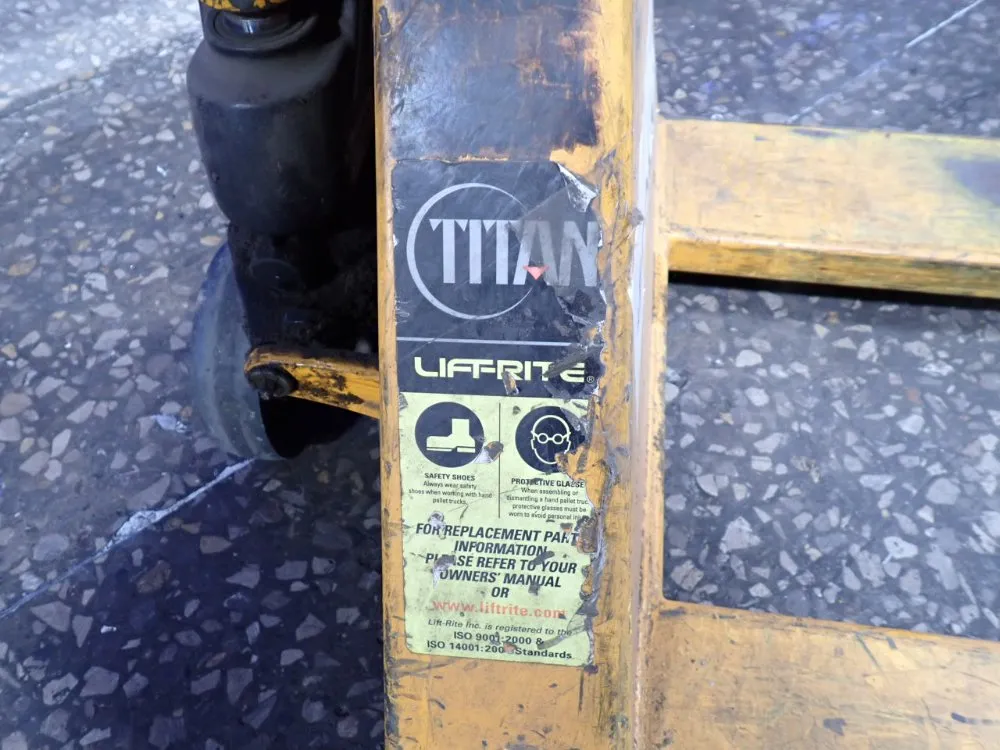 TITAN
LIFT-RITE®
SAFETY SHOES
Always wear safety
shoes when working with hand
pallet trucks.
PROTECTIVE GLASSE
When assembling or
dismantling a hand pallet truc
protective glasses must be
worn to avoid personal inj
FOR REPLACEMENT PART
INFORMATION
PLEASE REFER TO YOUR
OWNERS' MANUAL
OR
www.liftrite.com
Lift-Rite Inc. is registered to the
ISO 9001:2000 &
ISO 14001:200 Standards